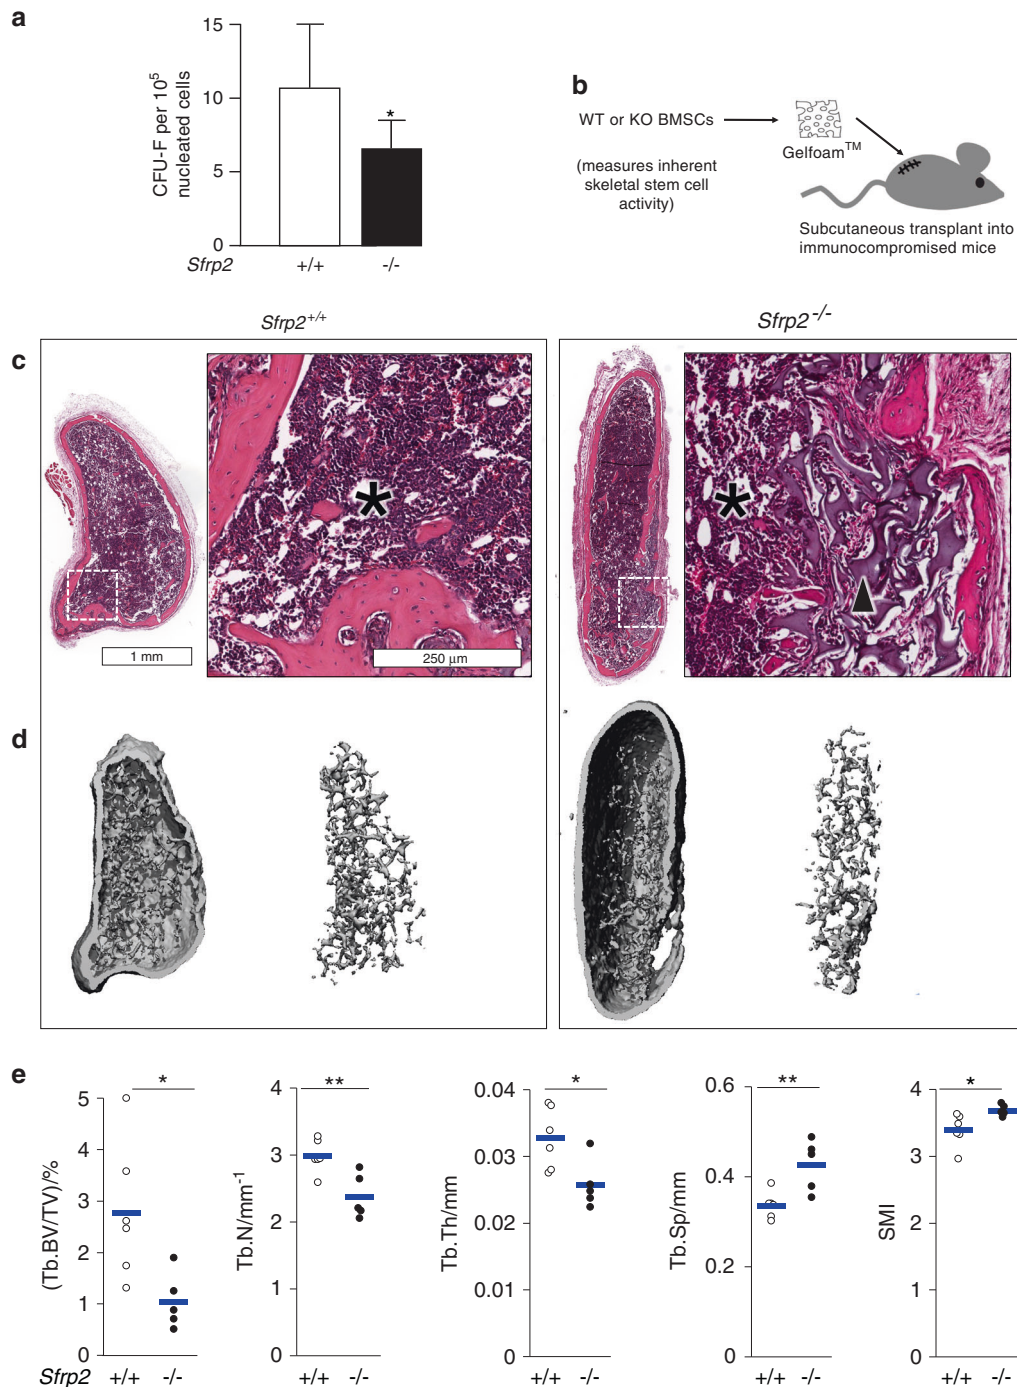 a
15
10
5
0
CFU-F per 10⁵
nucleated cells
*
Sfrp2
+/+
-/-
b
WT or KO BMSCs
(measures inherent
skeletal stem cell
activity)
Gelfoam™
Subcutaneous transplant into
immunocompromised mice
Sfrp2+/+
Sfrp2-/-
c
*
*
1 mm
250 µm
d
e
(Tb.BV/TV)/%
5
4
3
2
1
0
*
Tb.N/mm⁻¹
4
3
2
1
0
**
Tb.Th/mm
0.04
0.03
0.02
0.01
0
*
Tb.Sp/mm
0.6
0.4
0.2
0
**
SMI
4
3
2
1
0
*
Sfrp2
+/+ -/-
+/+ -/-
+/+ -/-
+/+ -/-
+/+ -/-